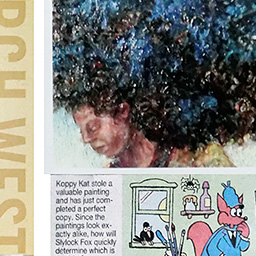 RCH WEST
Koppy Kat stole a
valuable painting
and has just com-
pleted a perfect
copy. Since the
paintings look ex-
actly alike, how will
Slylock Fox quickly
determine which is